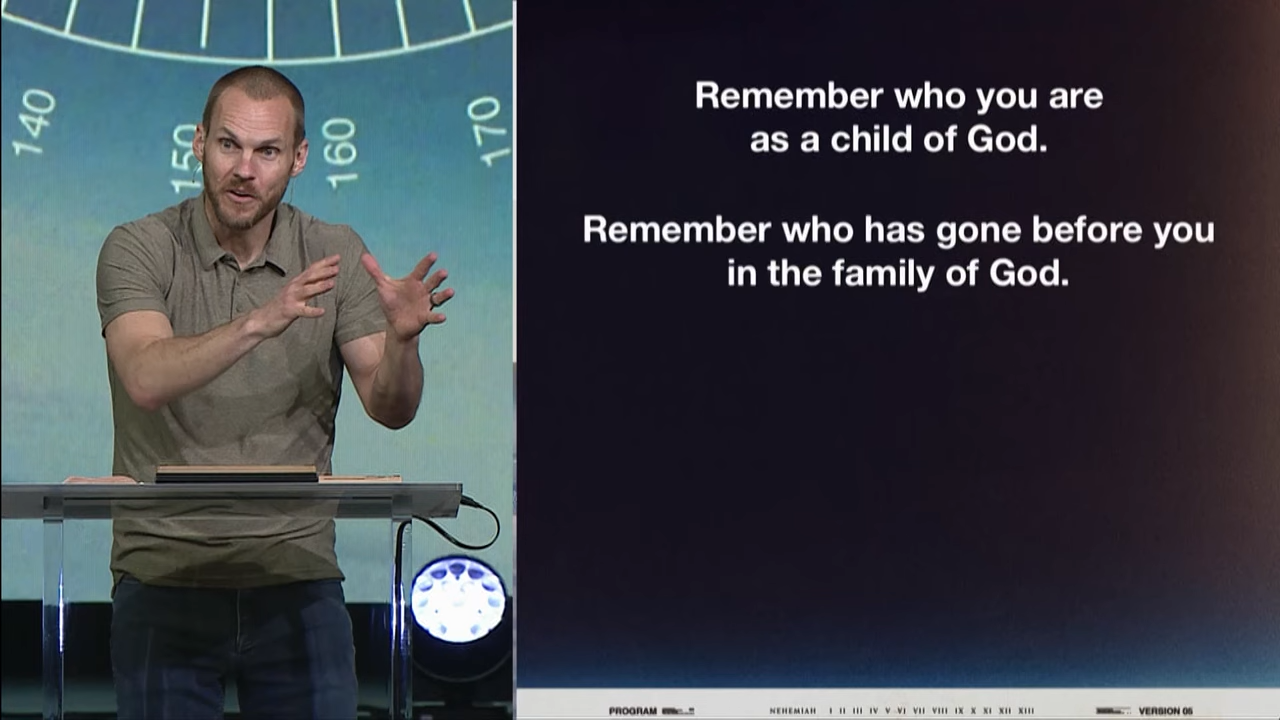 140
150
160
170
Remember who you are
as a child of God.
Remember who has gone before you
in the family of God.
PROGRAM
NEHEMIAH I II III IV V VI VII VIII IX X XI XII XIII
VERSION 05